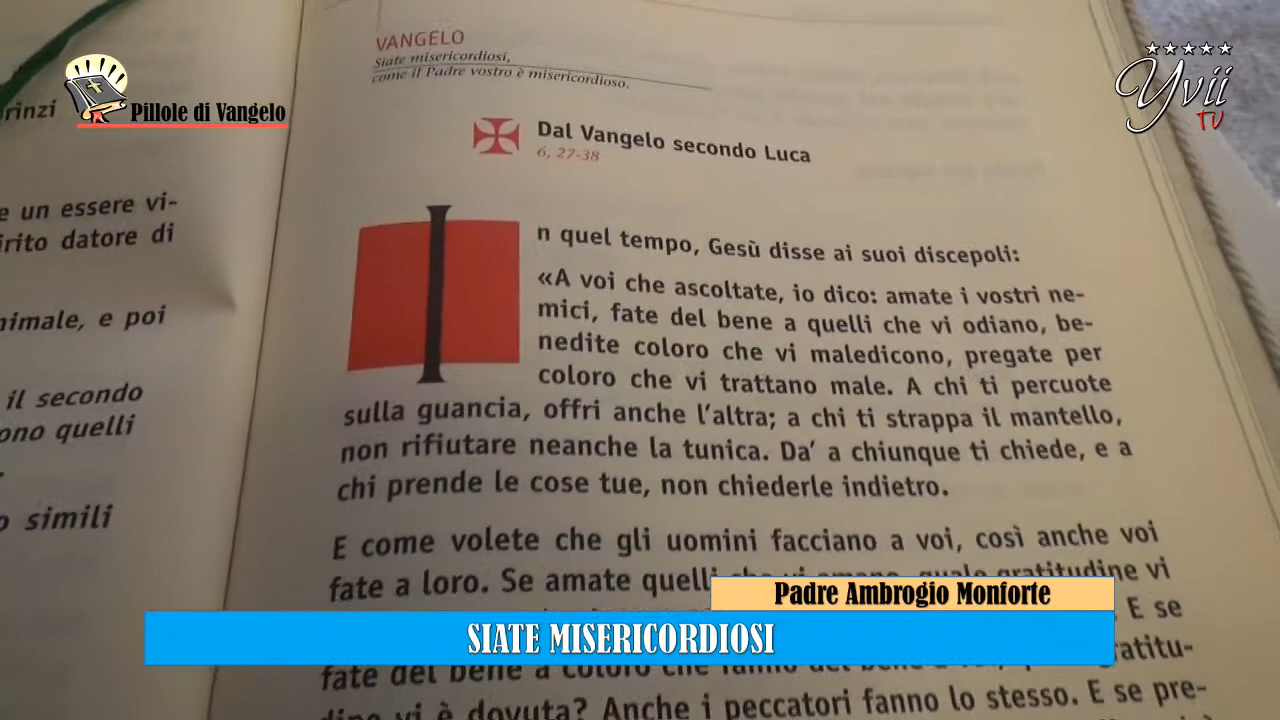 VANGELO
Siate misericordiosi,
come il Padre vostro è misericordioso.
Pillole di Vangelo
Yvii
TV
rinzi
e un essere vi-
irito datore di
nimale, e poi
il secondo
ono quelli
o simili
Dal Vangelo secondo Luca
6, 27-38
In quel tempo, Gesù disse ai suoi discepoli:
«A voi che ascoltate, io dico: amate i vostri ne-
mici, fate del bene a quelli che vi odiano, be-
nedite coloro che vi maledicono, pregate per
coloro che vi trattano male. A chi ti percuote
sulla guancia, offri anche l'altra; a chi ti strappa il mantello,
non rifiutare neanche la tunica. Da' a chiunque ti chiede, e a
chi prende le cose tue, non chiederle indietro.
E come volete che gli uomini facciano a voi, così anche voi
fate a loro. Se amate quelli che vi amano, quale gratitudine vi
E se
Padre Ambrogio Monforte
SIATE MISERICORDIOSI
fate del bene a coloro che fanno del bene a gratitu-
dine vi è dovuta? Anche i peccatori fanno lo stesso. E se pre-